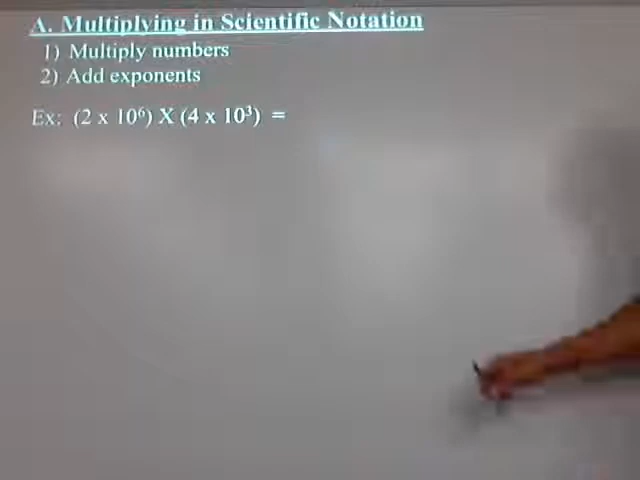 A. Multiplying in Scientific Notation
1) Multiply numbers
2) Add exponents
Ex: (2 x 10⁶) X (4 x 10³) =